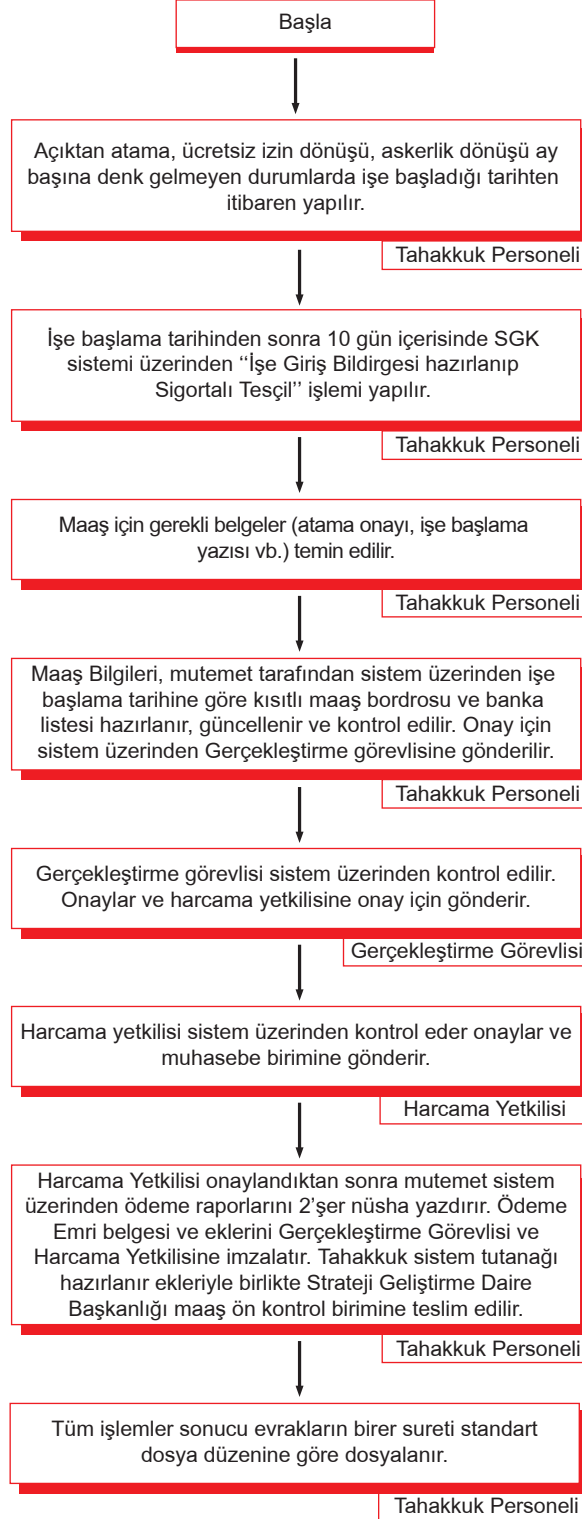 Başla
Açıktan atama, ücretsiz izin dönüşü, askerlik dönüşü ay
başına denk gelmeyen durumlarda işe başladığı tarihten
itibaren yapılır.
Tahakkuk Personeli
İşe başlama tarihinden sonra 10 gün içerisinde SGK
sistemi üzerinden ‘‘İşe Giriş Bildirgesi hazırlanıp
Sigortalı Tesçil’’ işlemi yapılır.
Tahakkuk Personeli
Maaş için gerekli belgeler (atama onayı, işe başlama
yazısı vb.) temin edilir.
Tahakkuk Personeli
Maaş Bilgileri, mutemet tarafından sistem üzerinden işe
başlama tarihine göre kısıtlı maaş bordrosu ve banka
listesi hazırlanır, güncellenir ve kontrol edilir. Onay için
sistem üzerinden Gerçekleştirme görevlisine gönderilir.
Tahakkuk Personeli
Gerçekleştirme görevlisi sistem üzerinden kontrol edilir.
Onaylar ve harcama yetkilisine onay için gönderir.
Gerçekleştirme Görevlisi
Harcama yetkilisi sistem üzerinden kontrol eder onaylar ve
muhasebe birimine gönderir.
Harcama Yetkilisi
Harcama Yetkilisi onaylandıktan sonra mutemet sistem
üzerinden ödeme raporlarını 2’şer nüsha yazdırır. Ödeme
Emri belgesi ve eklerini Gerçekleştirme Görevlisi ve
Harcama Yetkilisine imzalatır. Tahakkuk sistem tutanağı
hazırlanır ekleriyle birlikte Strateji Geliştirme Daire
Başkanlığı maaş ön kontrol birimine teslim edilir.
Tahakkuk Personeli
Tüm işlemler sonucu evrakların birer sureti standart
dosya düzenine göre dosyalanır.
Tahakkuk Personeli